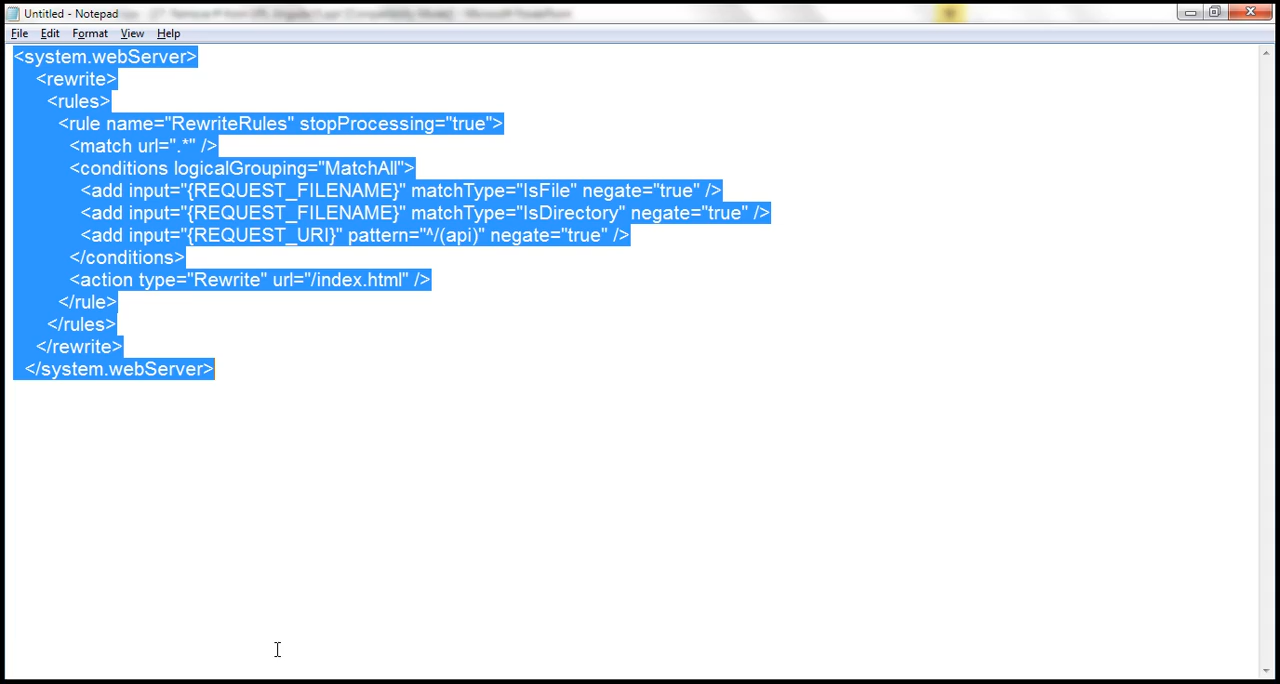 Untitled - Notepad
File Edit Format View Help
<system.webServer>
<rewrite>
<rules>
<rule name="RewriteRules" stopProcessing="true">
<match url=".*" />
<conditions logicalGrouping="MatchAll">
<add input="{REQUEST_FILENAME}" matchType="IsFile" negate="true" />
<add input="{REQUEST_FILENAME}" matchType="IsDirectory" negate="true" />
<add input="{REQUEST_URI}" pattern="^/(api)" negate="true" />
</conditions>
<action type="Rewrite" url="/index.html" />
</rule>
</rules>
</rewrite>
</system.webServer>